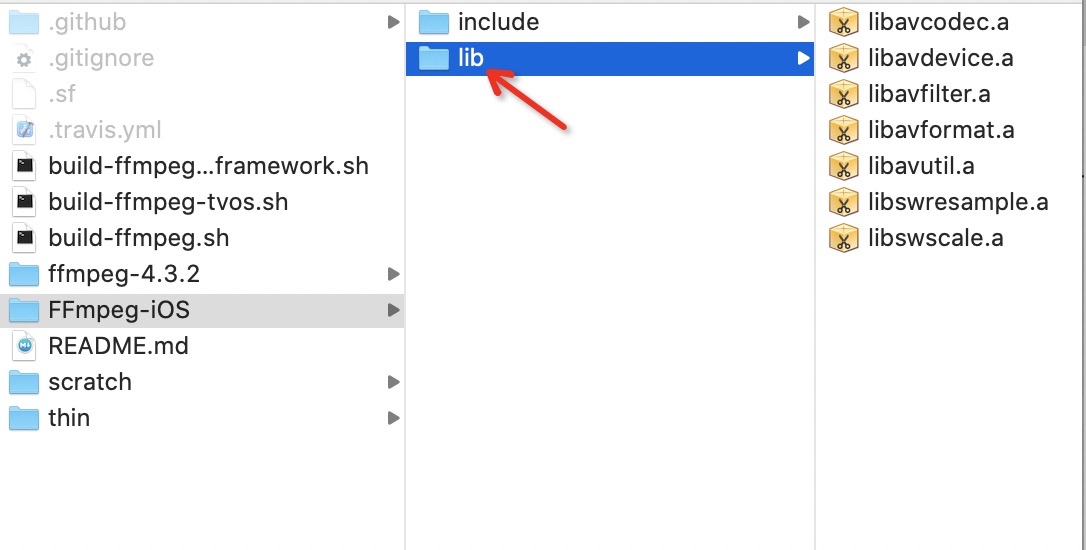 .github
.gitignore
.sf
.travis.yml
build-ffmpeg...framework.sh
build-ffmpeg-tvos.sh
build-ffmpeg.sh
ffmpeg-4.3.2
FFmpeg-iOS
README.md
scratch
thin
include
lib
libavcodec.a
libavdevice.a
libavfilter.a
libavformat.a
libavutil.a
libswresample.a
libswscale.a